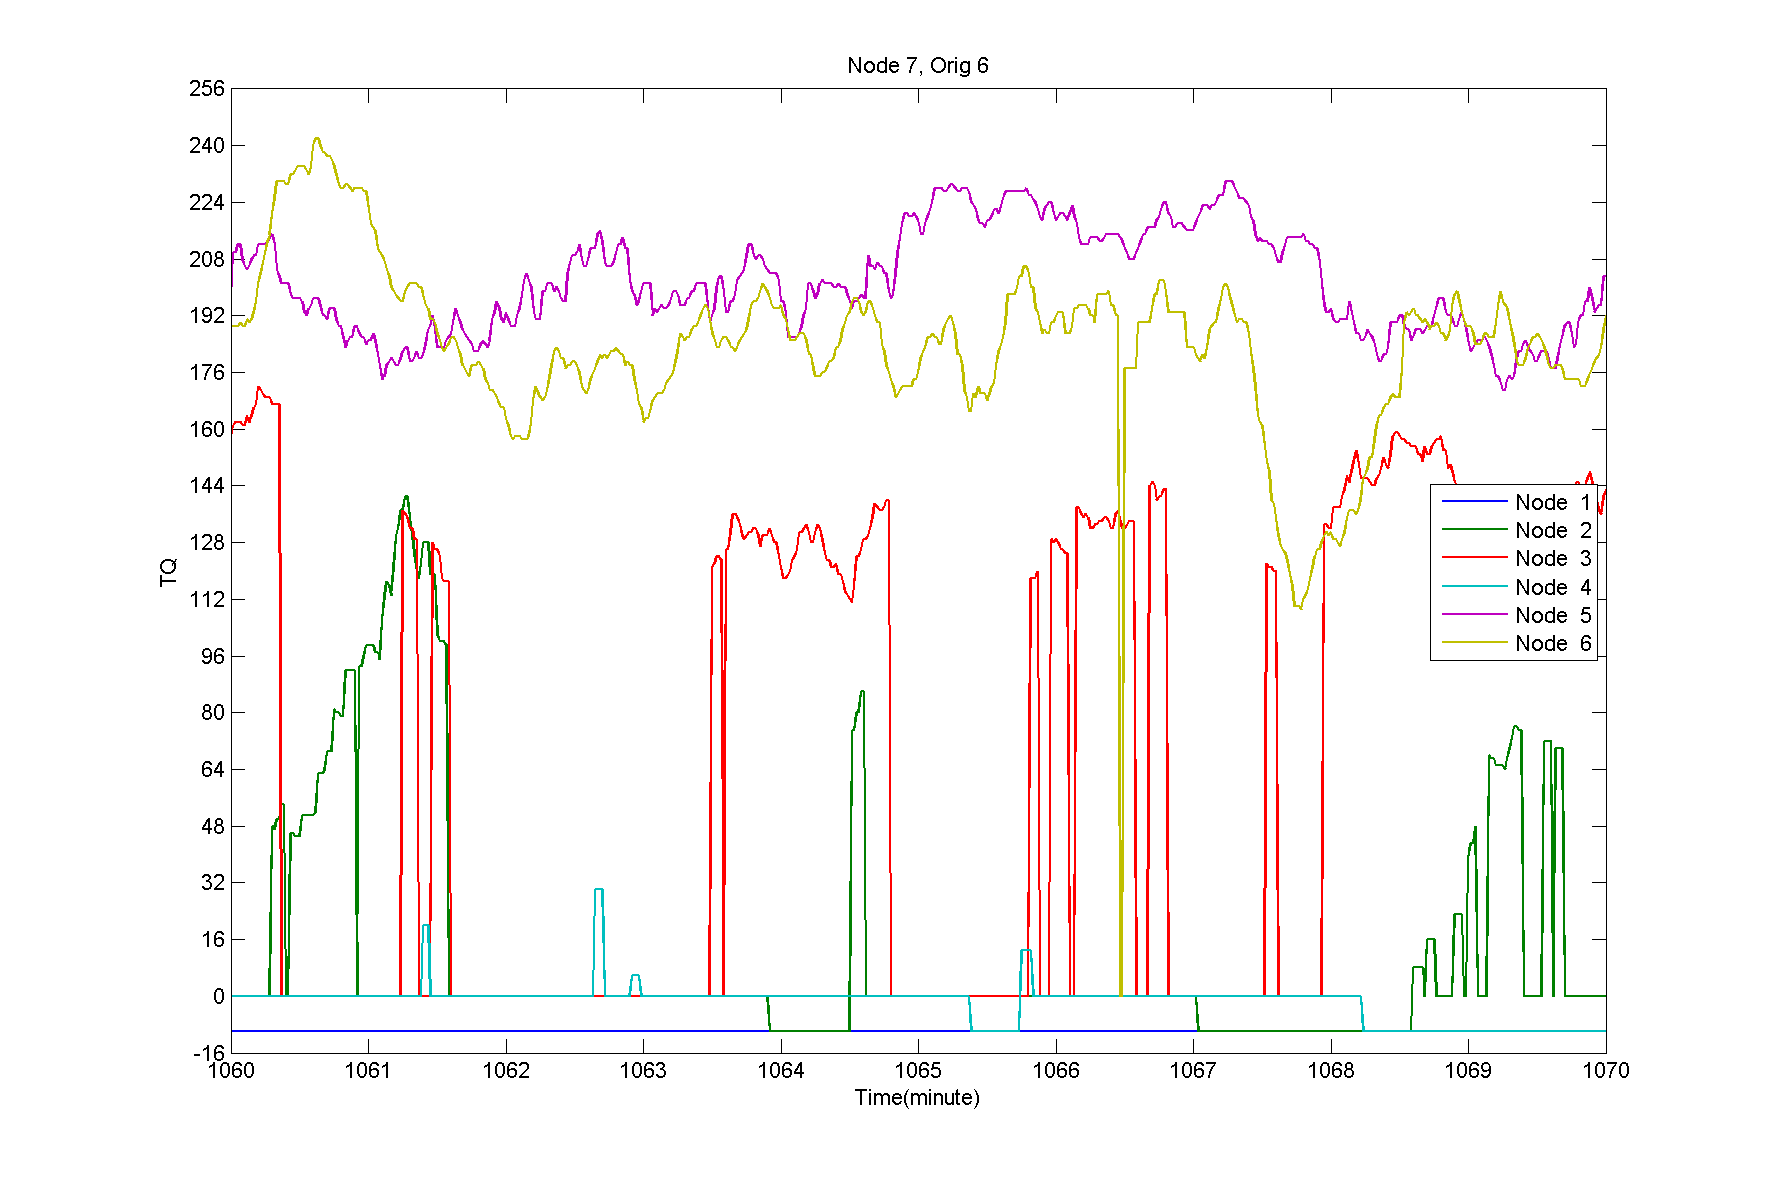 Node 7, Orig 6
256
240
224
208
192
176
160
144
128
112
96
80
64
48
32
16
0
-16
TQ
Node 1
Node 2
Node 3
Node 4
Node 5
Node 6
1060 1061 1062 1063 1064 1065 1066 1067 1068 1069 1070
Time(minute)